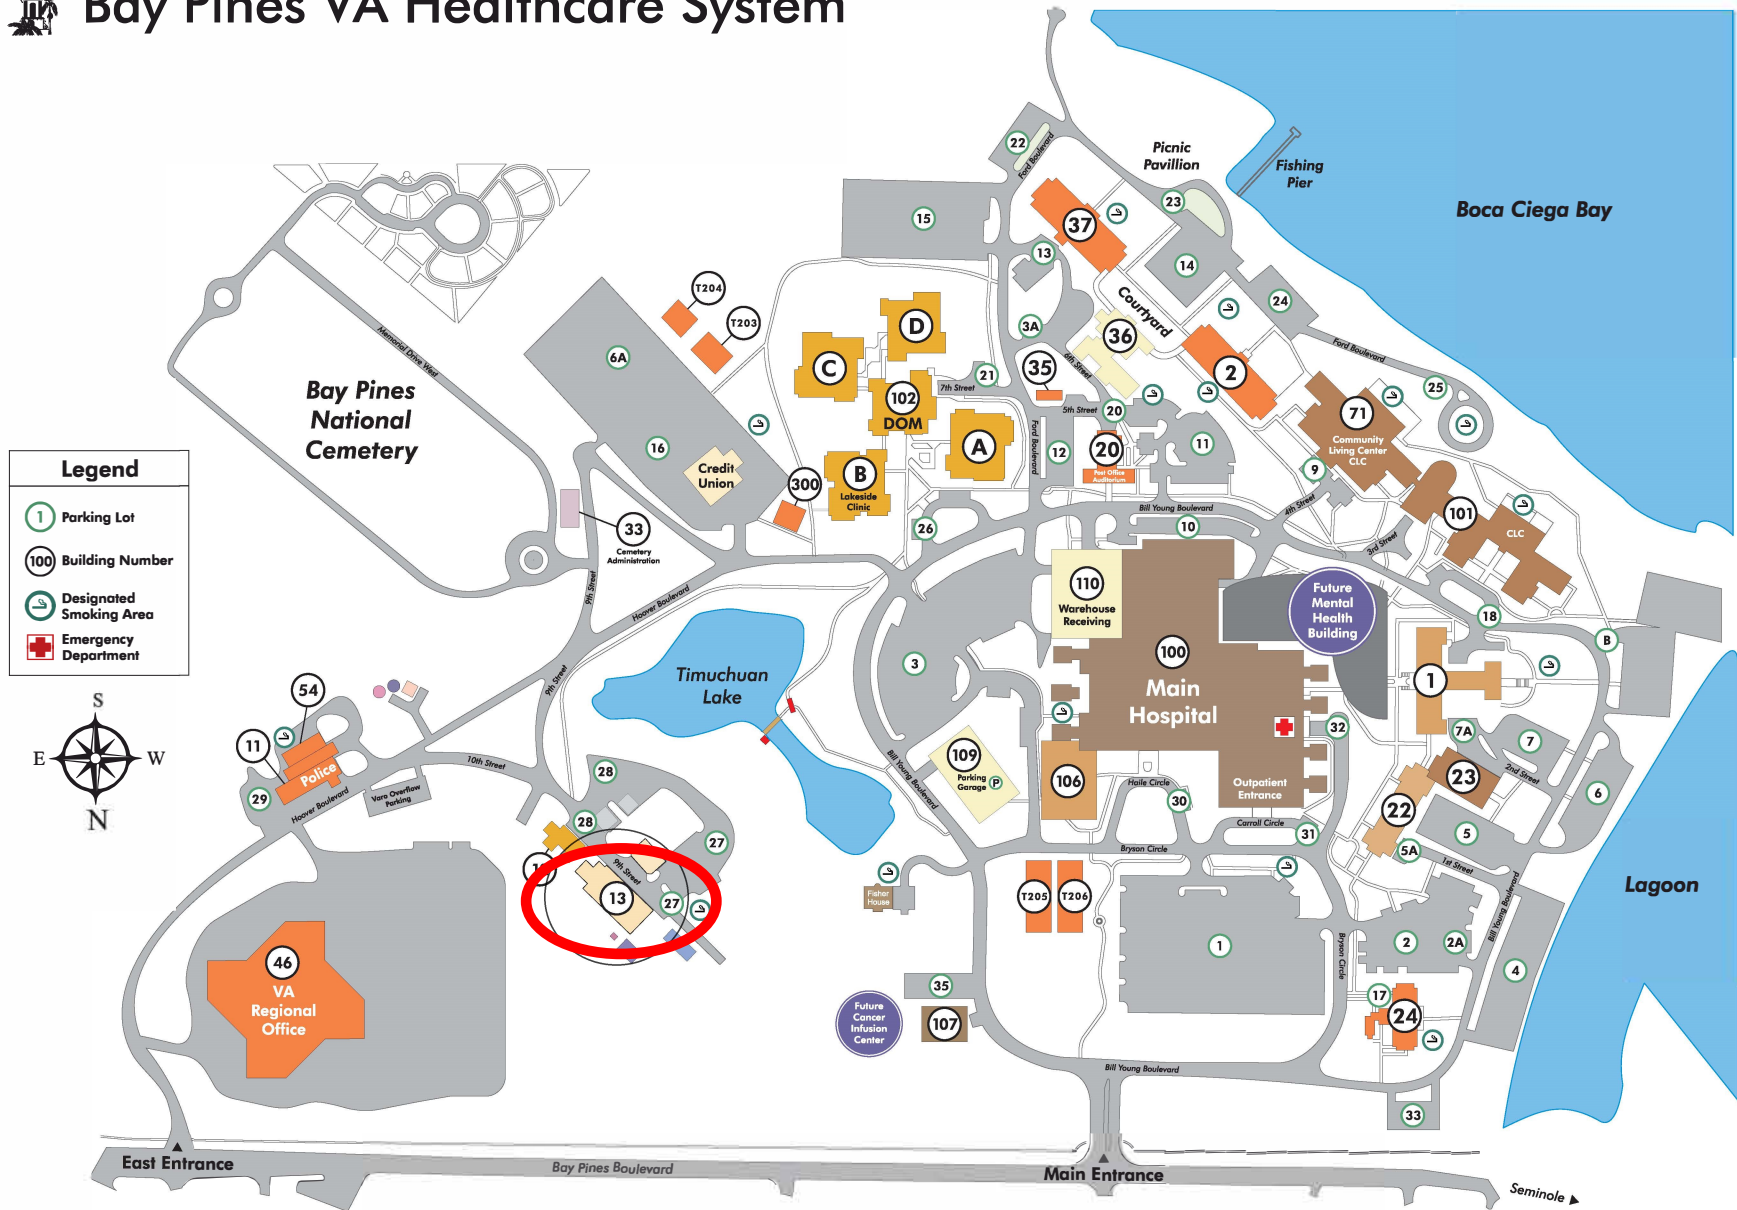 Bay Pines VA Healthcare System
22
Ford Boulevard
Picnic
Pavillion
Fishing
Pier
Boca Ciega Bay
15
37
23
13
14
24
Courtyard
T204
T203
6A
D
C
3A
36
6th Street
35
2
Ford Boulevard
25
Memorial Drive West
Bay Pines
National
Cemetery
21
7th Street
102
DOM
5th Street
20
71
Community
Living Center
CLC
Legend
1 Parking Lot
100 Building Number
Designated
Smoking Area
Emergency
Department
16
Credit
Union
A
Ford Boulevard
12
20
Post Office
Auditorium
11
9
4th Street
B
Lakeside
Clinic
300
33
Cemetery
Administration
26
Bill Young Boulevard
10
101
CLC
3rd Street
9th Street
Hoover Boulevard
110
Warehouse
Receiving
Future
Mental
Health
Building
18
B
S
E
W
N
9th Street
Timuchuan
Lake
3
100
Main
Hospital
1
54
11
Police
29
Hoover Boulevard
Varo Overflow
Parking
10th Street
28
28
27
Bill Young Boulevard
109
Parking
Garage P
106
Haile Circle
30
Outpatient
Entrance
Carroll Circle
31
32
7A
7
2nd Street
23
22
6
5
5A
1st Street
Bryson Circle
9th Street
13
27
Fisher
House
T205
T206
Lagoon
46
VA
Regional
Office
1
Bryson Circle
2
2A
Bill Young Boulevard
4
35
Future
Cancer
Infusion
Center
107
17
24
Bill Young Boulevard
33
East Entrance
Bay Pines Boulevard
Main Entrance
Seminole